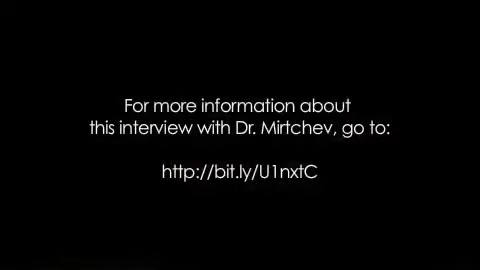 For more information about
this interview with Dr. Mirtchev, go to:
http://bit.ly/U1nxtC